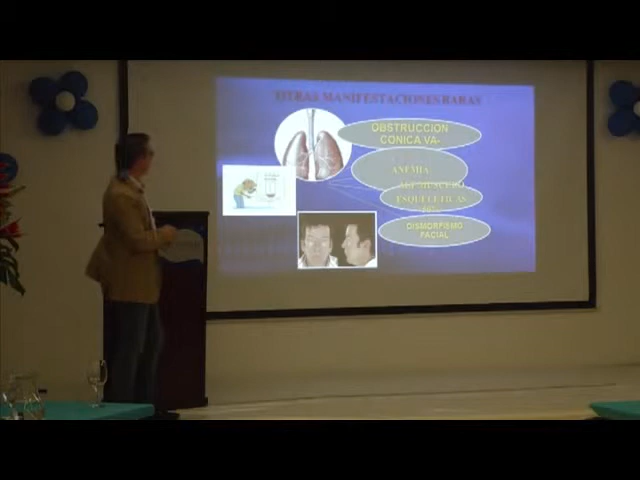 OTRAS MANIFESTACIONES RARAS
OBSTRUCCION
CONICA VA-
ANEMIA
ESQUELETICAS
DISMORFISMO
FACIAL